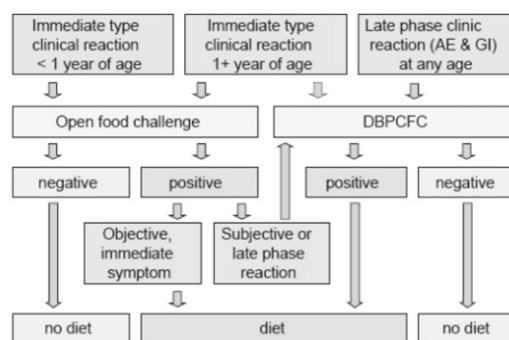 Immediate type
clinical reaction
< 1 year of age
Immediate type
clinical reaction
1+ year of age
Late phase clinic
reaction (AE & GI)
at any age
Open food challenge
DBPCFC
negative
positive
positive
negative
Objective,
immediate
symptom
Subjective or
late phase
reaction
no diet
diet
no diet